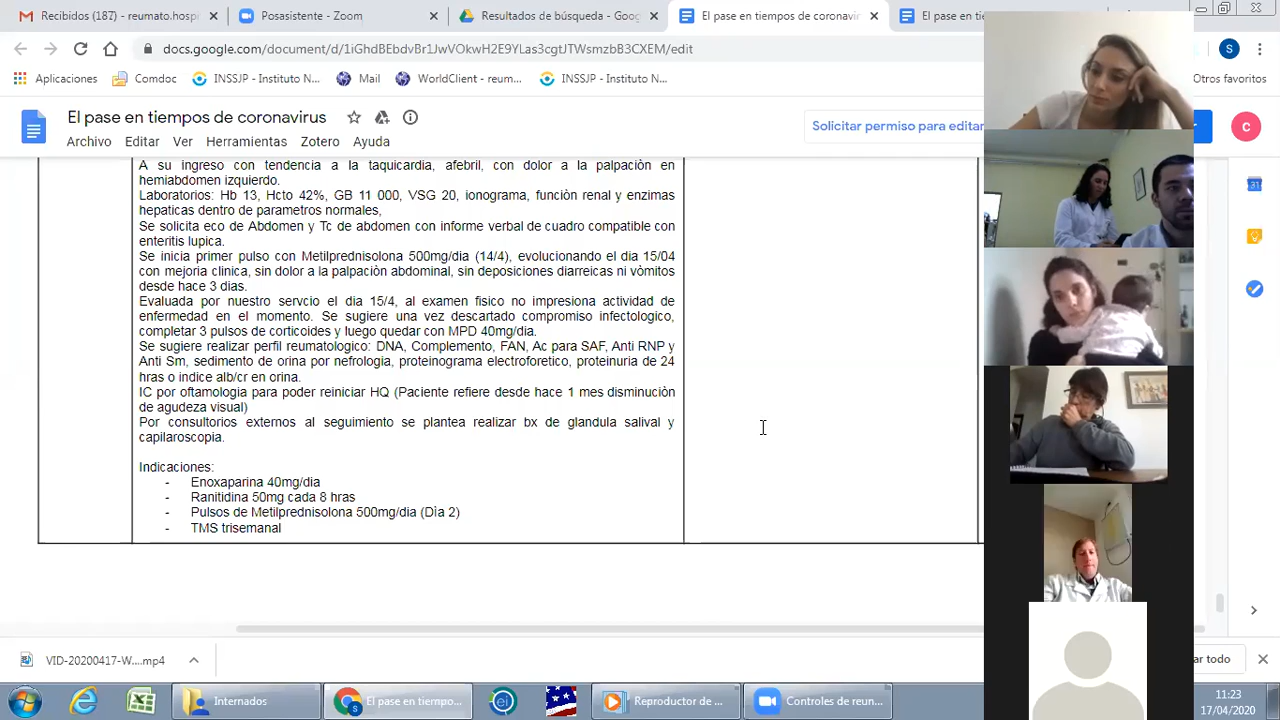 Recibidos (187) - reumato.hosp
Posasistente - Zoom
Resultados de búsqueda - Goog
El pase en tiempos de coronavir
El pase en tie
docs.google.com/document/d/1iGhdBEbdvBr1JwVOkwH2E9YLas3cgtJTWsmzbB3CXEM/edit
S
Aplicaciones
Comdoc
INSSJP - Instituto N...
Mail
WorldClient - reum...
INSSJP - Instituto N...
Otros favoritos
El pase en tiempos de coronavirus
Solicitar permiso para editar
C
Archivo Editar Ver Herramientas Zotero Ayuda
A su ingreso con tendencia a la taquicardia, afebril, con dolor a la palpaciòn en
hemiabdomen izquierdo.
Laboratorios: Hb 13, Hcto 42%, GB 11 000, VSG 20, ionograma, funciòn renal y enzimas
hepaticas dentro de parametros normales,
Se solicita eco de Abdomen y Tc de abdomen con informe verbal de cuadro compatible con
enteritis lupica.
Se inicia primer pulso con Metilprednisolona 500mg/dia (14/4), evolucionando el dia 15/04
con mejoria clinica, sin dolor a la palpaciòn abdominal, sin deposiciones diarreicas ni vòmitos
desde hace 3 dias.
Evaluada por nuestro servcio el dia 15/4, al examen fisico no impresiona actividad de
enfermedad en el momento. Se sugiere una vez descartado compromiso infectologico,
completar 3 pulsos de corticoides y luego quedar con MPD 40mg/dia.
Se sugiere realizar perfil reumatologico: DNA, Complemento, FAN, Ac para SAF, Anti RNP y
Anti Sm, sedimento de orina por nefrologia, proteinograma electroforetico, proteinuria de 24
hras o indice alb/cr en orina.
IC por oftamologia para poder reiniciar HQ (Paciente refiere desde hace 1 mes disminuciòn
de agudeza visual)
Por consultorios externos al seguimiento se plantea realizar bx de glandula salival y
capilaroscopia.
Indicaciones:
- Enoxaparina 40mg/dia
- Ranitidina 50mg cada 8 hras
- Pulsos de Metilprednisolona 500mg/dia (Dia 2)
- TMS trisemanal
31
VID-20200417-W....mp4
ar todo
Internados
El pase en tiempo...
Reproductor de ...
Controles de reun...
11:23
17/04/2020